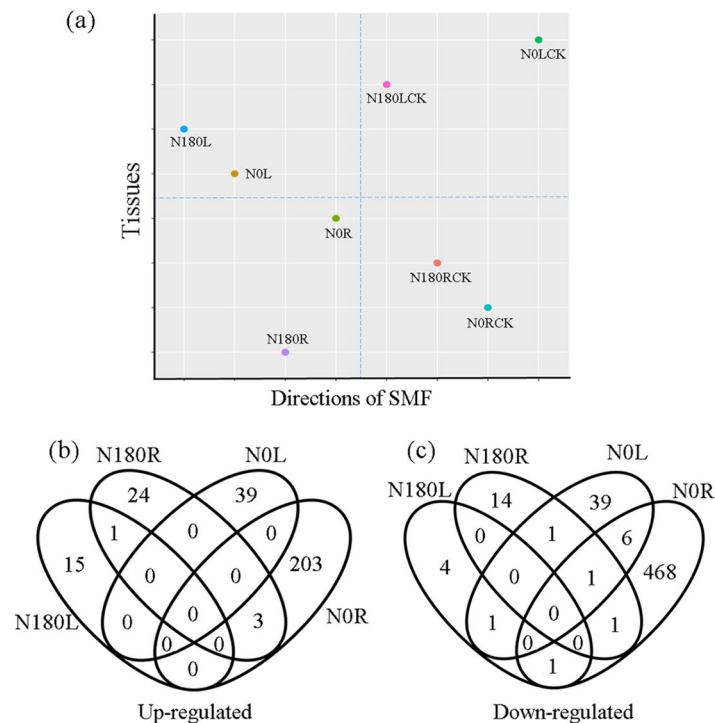 (a)
N0LCK
N180LCK
N180L
N0L
N0R
N180RCK
N0RCK
N180R
Tissues
Directions of SMF
(b)
N180R
N0L
24
39
1
0
0
15
0
0
203
N180L
0
0
3
N0R
0
0
0
Up-regulated
(c)
N180R
N0L
N180L
N0R
14
39
0
1
6
4
0
1
468
1
0
1
0
0
1
Down-regulated